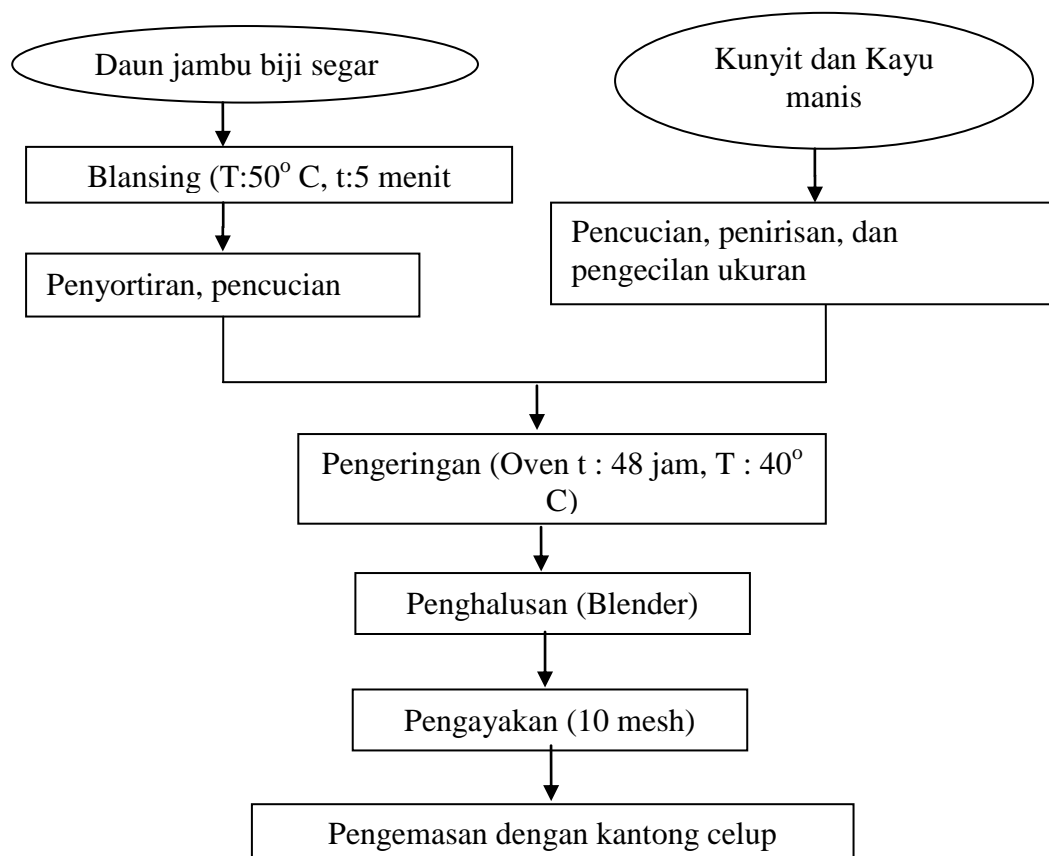 Daun jambu biji segar
Kunyit dan Kayu
manis
Blansing (T:50° C, t:5 menit
Pencucian, penirisan, dan
pengecilan ukuran
Penyortiran, pencucian
Pengeringan (Oven t : 48 jam, T : 40°
C)
Penghalusan (Blender)
Pengayakan (10 mesh)
Pengemasan dengan kantong celup